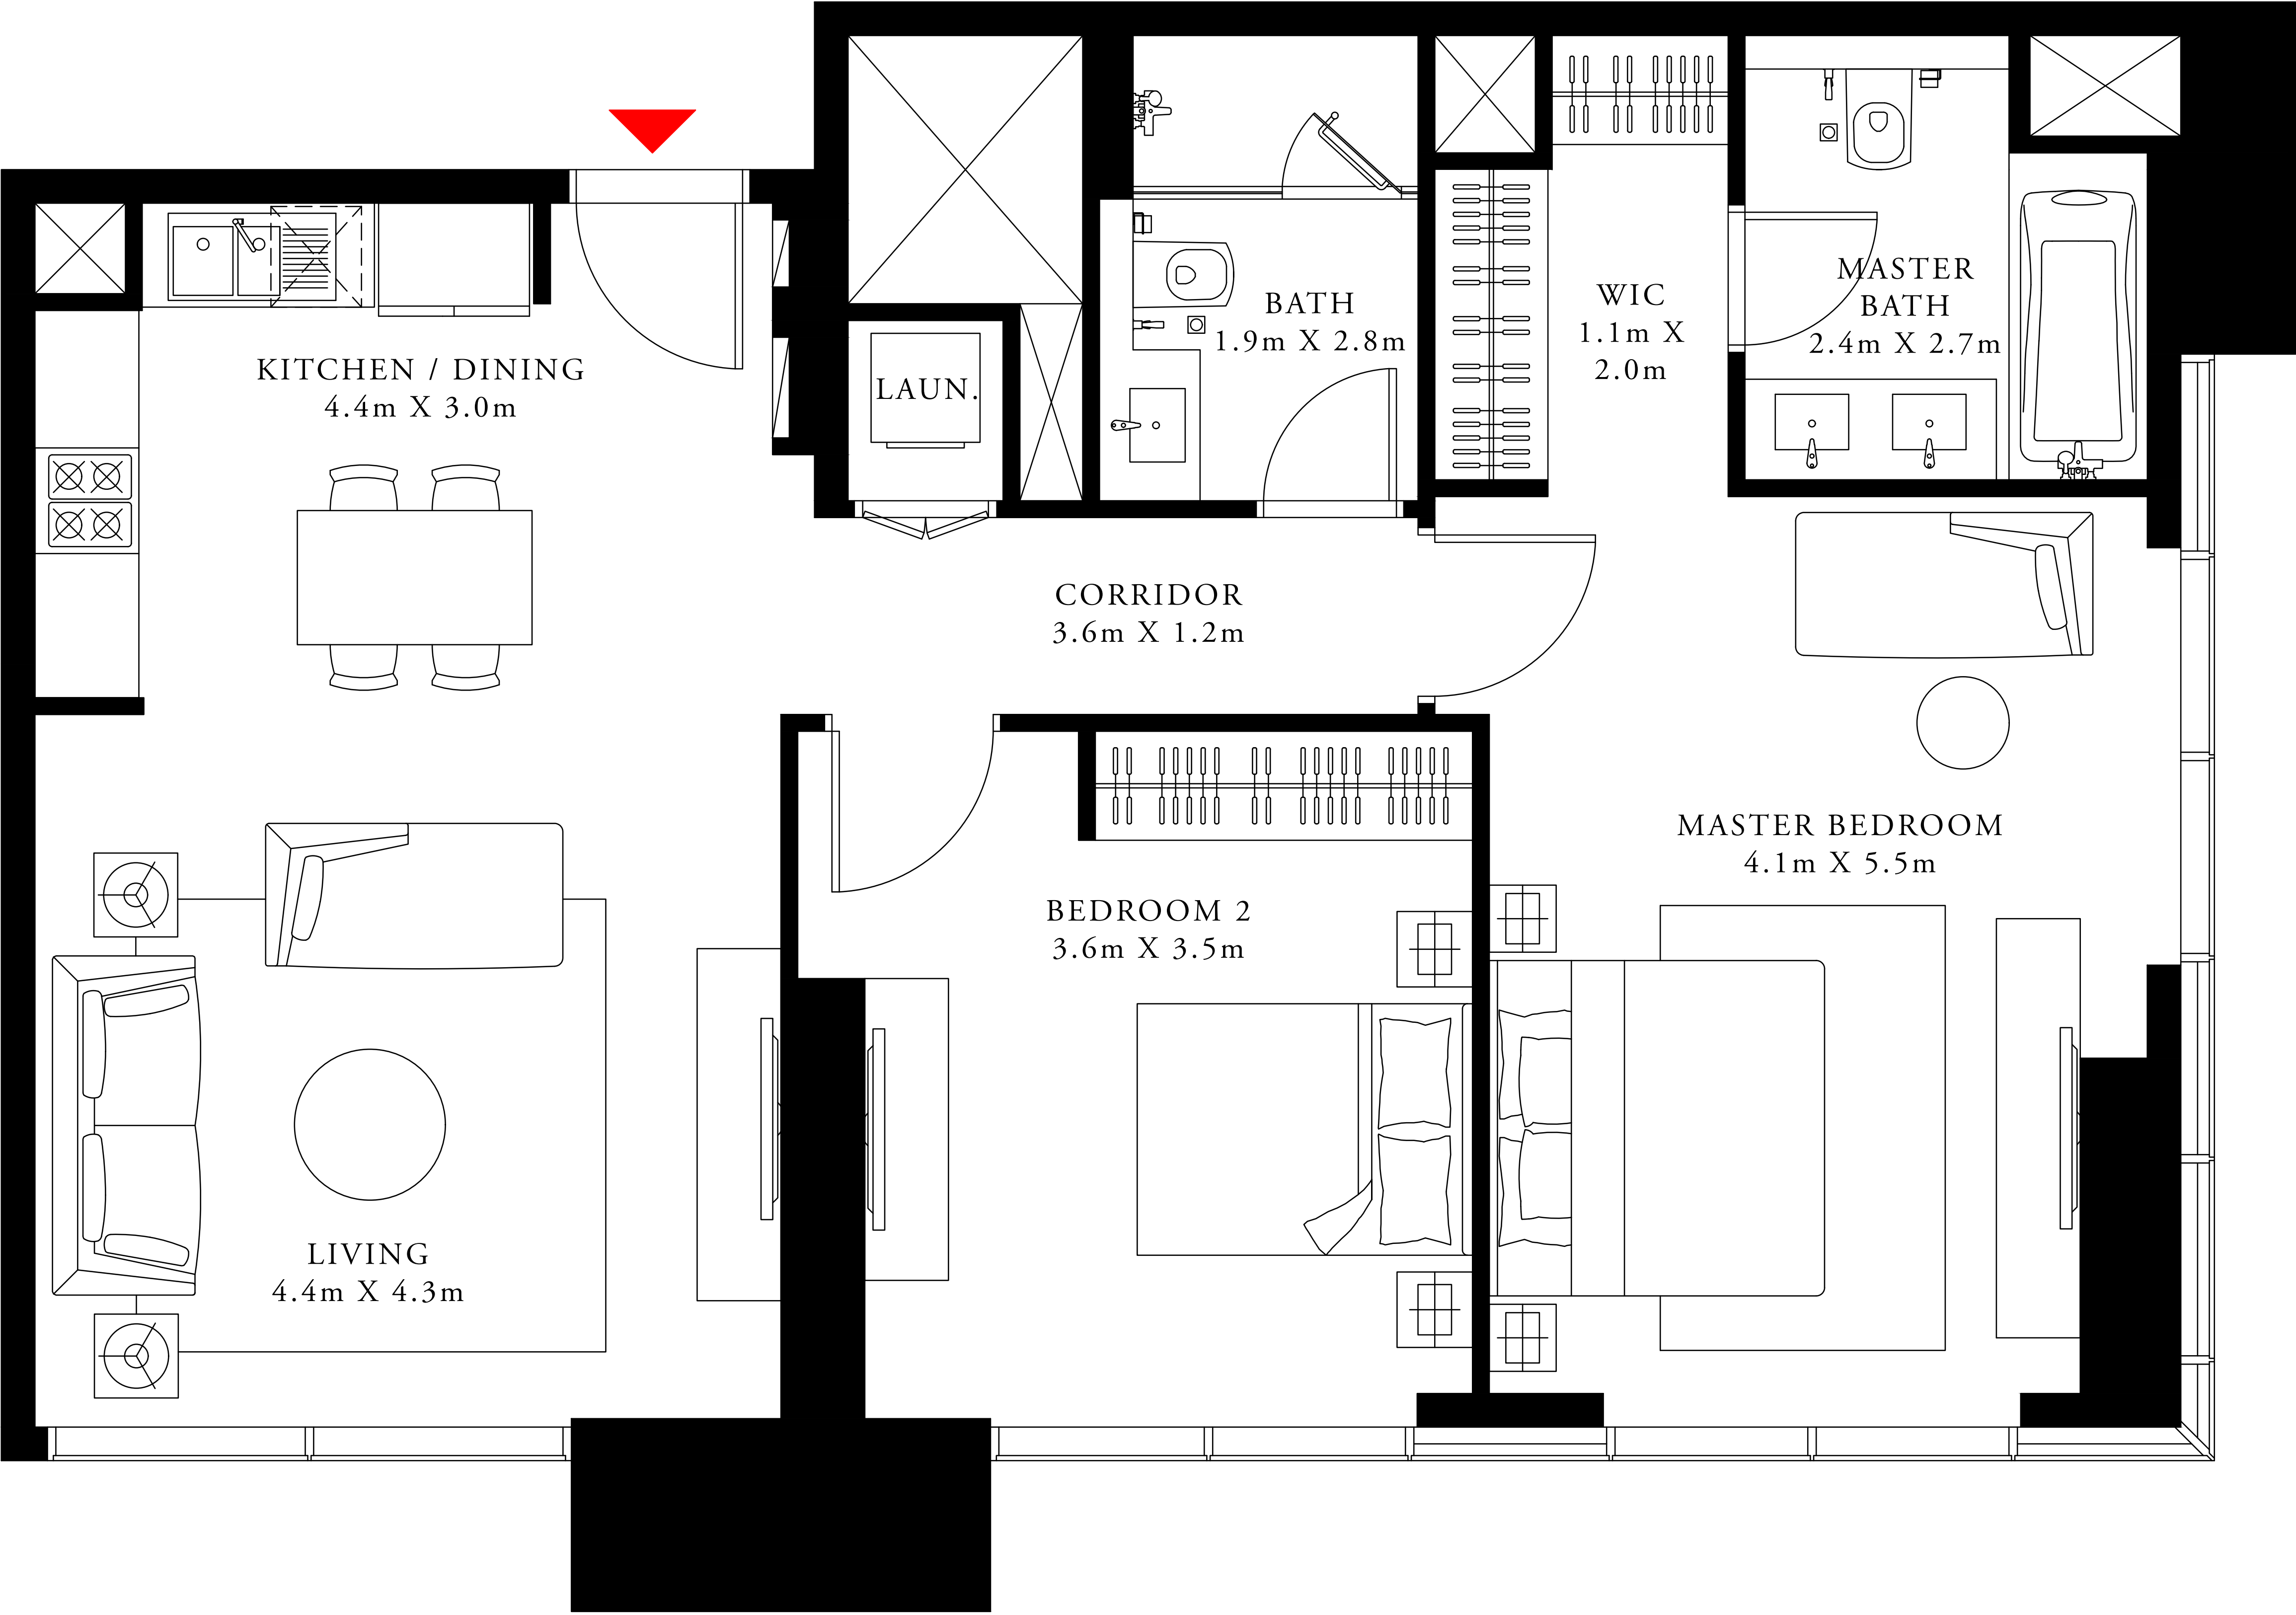 KITCHEN / DINING
4.4m X 3.0m
LAUN.
BATH
1.9m X 2.8m
WIC
1.1m X
2.0m
MASTER
BATH
2.4m X 2.7m
CORRIDOR
3.6m X 1.2m
MASTER BEDROOM
4.1m X 5.5m
BEDROOM 2
3.6m X 3.5m
LIVING
4.4m X 4.3m